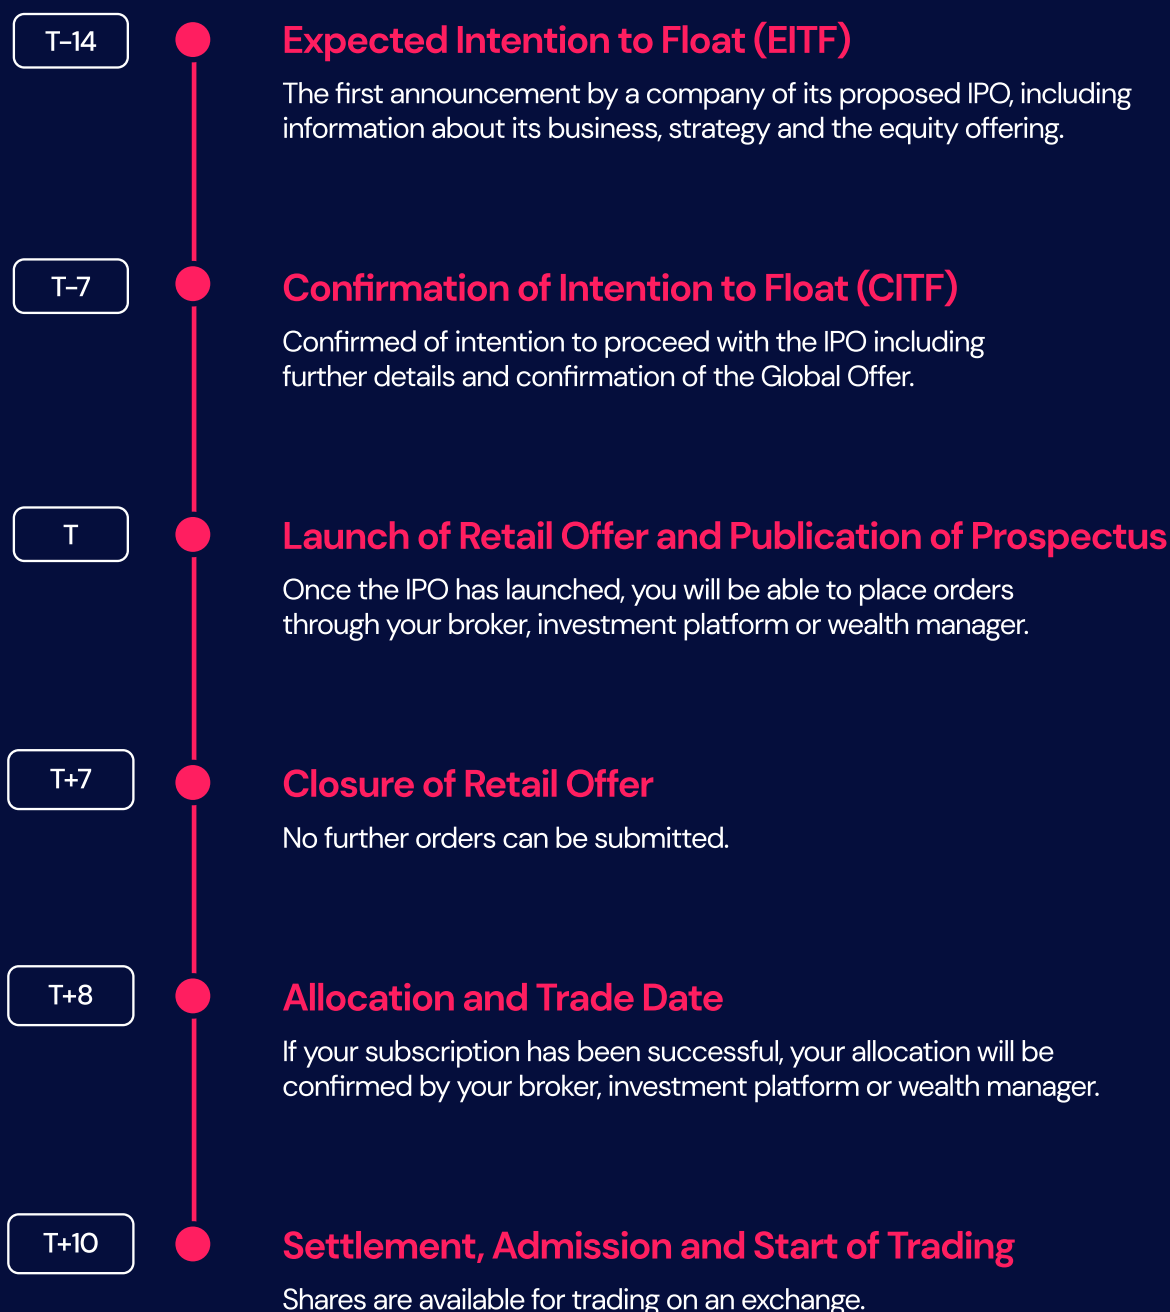 T–14
Expected Intention to Float (EITF)
The first announcement by a company of its proposed IPO, including
information about its business, strategy and the equity offering.
T–7
Confirmation of Intention to Float (CITF)
Confirmed of intention to proceed with the IPO including
further details and confirmation of the Global Offer.
T
Launch of Retail Offer and Publication of Prospectus
Once the IPO has launched, you will be able to place orders
through your broker, investment platform or wealth manager.
T+7
Closure of Retail Offer
No further orders can be submitted.
T+8
Allocation and Trade Date
If your subscription has been successful, your allocation will be
confirmed by your broker, investment platform or wealth manager.
T+10
Settlement, Admission and Start of Trading
Shares are available for trading on an exchange.